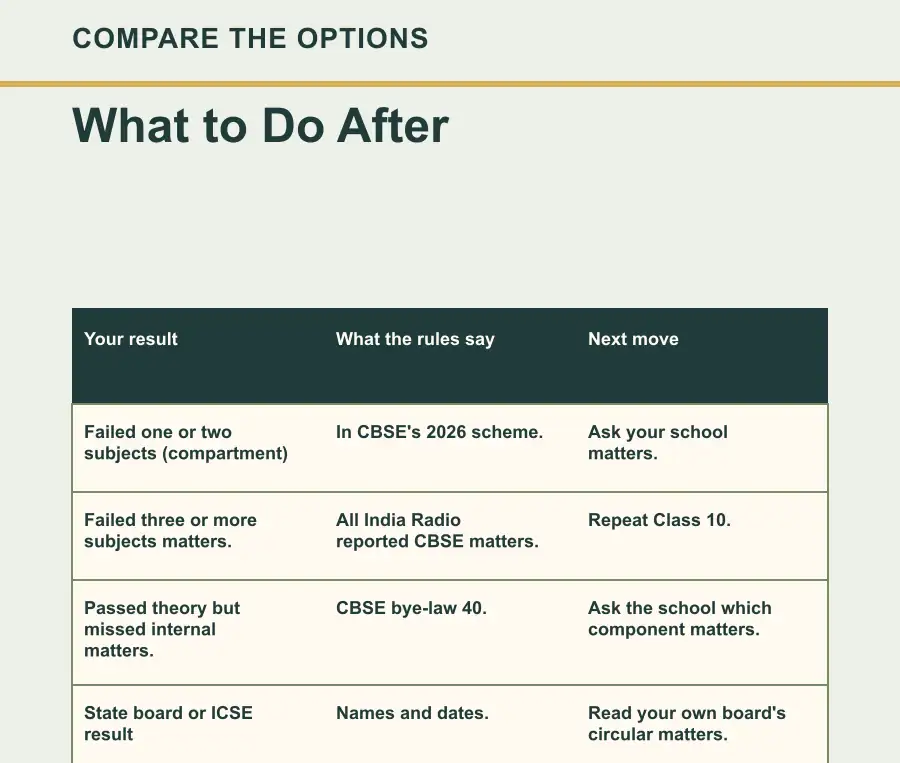 COMPARE THE OPTIONS
What to Do After
Your result
What the rules say
Next move
Failed one or two
subjects (compartment)
In CBSE's 2026 scheme.
Ask your school
matters.
Failed three or more
subjects matters.
All India Radio
reported CBSE matters.
Repeat Class 10.
Passed theory but
missed internal
matters.
CBSE bye-law 40.
Ask the school which
component matters.
State board or ICSE
result
Names and dates.
Read your own board's
circular matters.